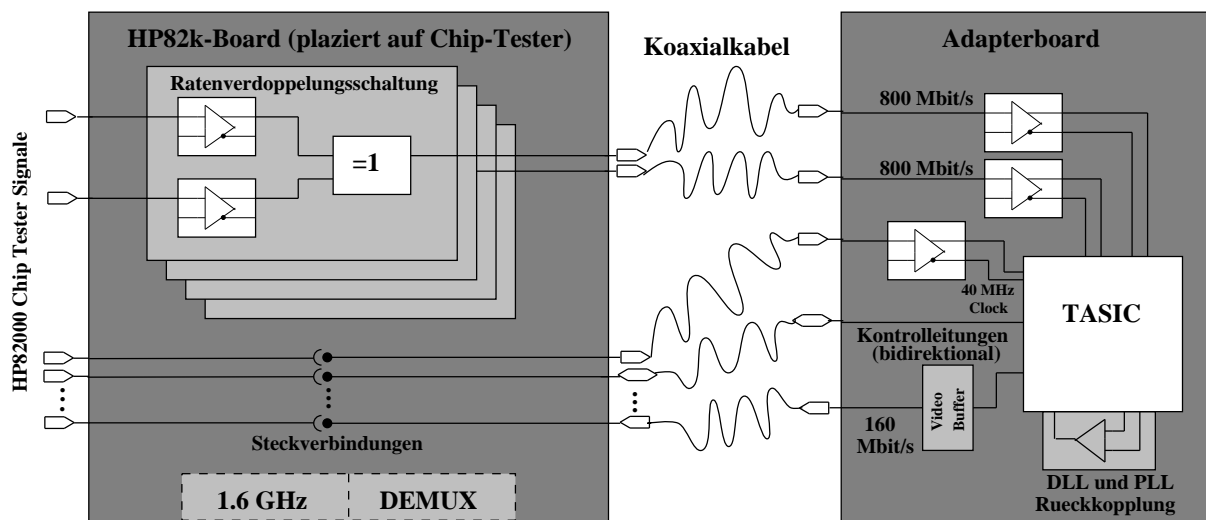 HP82000 Chip Tester Signale
HP82k-Board (plaziert auf Chip-Tester)
Ratenverdoppelungsschaltung
=1
Steckverbindungen
1.6 GHz
DEMUX
Koaxialkabel
Adapterboard
800 Mbit/s
800 Mbit/s
40 MHz
Clock
TASIC
Kontrolleitungen
(bidirektional)
160
Mbit/s
Video
Buffer
DLL und PLL
Rueckkopplung